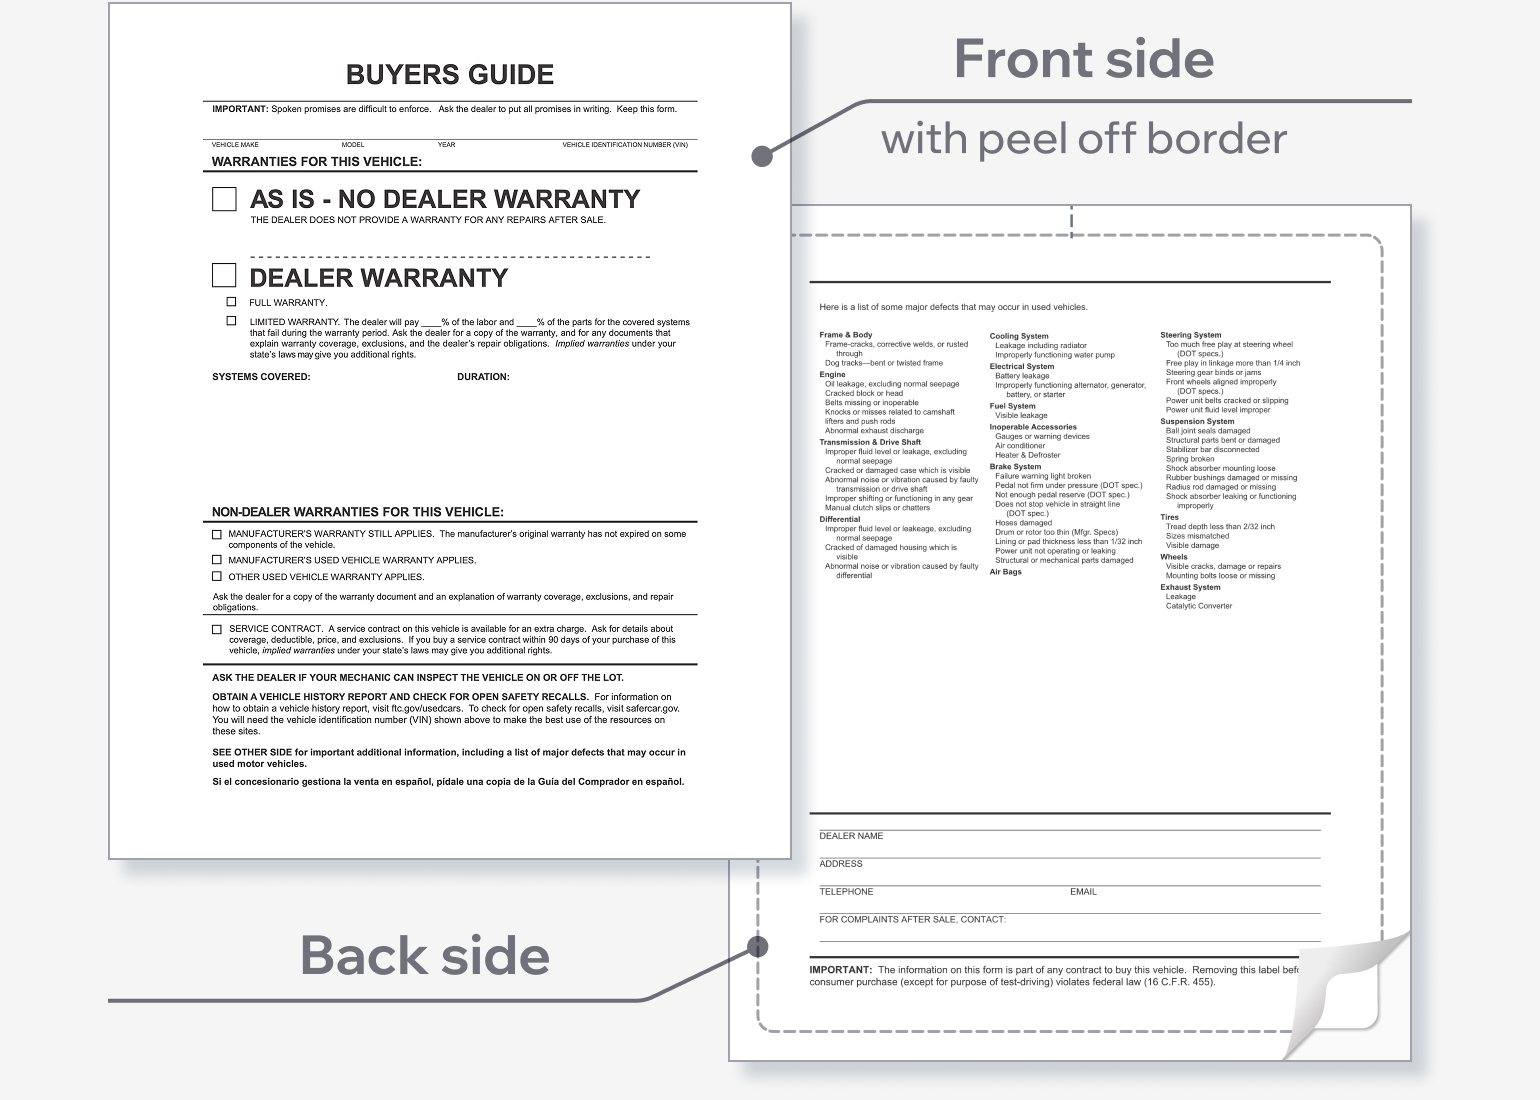 BUYERS GUIDE
IMPORTANT: Spoken promises are difficult to enforce. Ask the dealer to put all promises in writing. Keep this form.
VEHICLE MAKE MODEL YEAR VEHICLE IDENTIFICATION NUMBER (VIN)
WARRANTIES FOR THIS VEHICLE:
AS IS - NO DEALER WARRANTY
THE DEALER DOES NOT PROVIDE A WARRANTY FOR ANY REPAIRS AFTER SALE.
DEALER WARRANTY
FULL WARRANTY.
LIMITED WARRANTY. The dealer will pay ____% of the labor and ____% of the parts for the covered systems
that fail during the warranty period. Ask the dealer for a copy of the warranty, and for any documents that
explain warranty coverage, exclusions, and the dealer's repair obligations. Implied warranties under your
state's laws may give you additional rights.
SYSTEMS COVERED: DURATION:
NON-DEALER WARRANTIES FOR THIS VEHICLE:
MANUFACTURER'S WARRANTY STILL APPLIES. The manufacturer's original warranty has not expired on some
components of the vehicle.
MANUFACTURER'S USED VEHICLE WARRANTY APPLIES.
OTHER USED VEHICLE WARRANTY APPLIES.
Ask the dealer for a copy of the warranty document and an explanation of warranty coverage, exclusions, and repair
obligations.
SERVICE CONTRACT. A service contract on this vehicle is available for an extra charge. Ask for details about
coverage, deductible, price, and exclusions. If you buy a service contract within 90 days of your purchase of this
vehicle, implied warranties under your state's laws may give you additional rights.
ASK THE DEALER IF YOUR MECHANIC CAN INSPECT THE VEHICLE ON OR OFF THE LOT.
OBTAIN A VEHICLE HISTORY REPORT AND CHECK FOR OPEN SAFETY RECALLS. For information on
how to obtain a vehicle history report, visit ftc.gov/usedcars. To check for open safety recalls, visit safercar.gov.
You will need the vehicle identification number (VIN) shown above to make the best use of the resources on
these sites.
SEE OTHER SIDE for important additional information, including a list of major defects that may occur in
used motor vehicles.
Si el concesionario gestiona la venta en español, pídale una copia de la Guía del Comprador en español.
Front side
with peel off border
Here is a list of some major defects that may occur in used vehicles.
Frame & Body
Frame-cracks, corrective welds, or rusted
through
Dog tracks—bent or twisted frame
Engine
Oil leakage, excluding normal seepage
Cracked block or head
Belts missing or inoperable
Knocks or misses related to camshaft
lifters and push rods
Abnormal exhaust discharge
Transmission & Drive Shaft
Improper fluid level or leakage, excluding
normal seepage
Cracked or damaged case which is visible
Abnormal noise or vibration caused by faulty
transmission or drive shaft
Improper shifting or functioning in any gear
Manual clutch slips or chatters
Differential
Improper fluid level or leakeage, excluding
normal seepage
Cracked of damaged housing which is
visible
Abnormal noise or vibration caused by faulty
differential
Cooling System
Leakage including radiator
Improperly functioning water pump
Electrical System
Battery leakage
Improperly functioning alternator, generator,
battery, or starter
Fuel System
Visible leakage
Inoperable Accessories
Gauges or warning devices
Air conditioner
Heater & Defroster
Brake System
Failure warning light broken
Pedal not firm under pressure (DOT spec.)
Not enough pedal reserve (DOT spec.)
Does not stop vehicle in straight line
(DOT spec.)
Hoses damaged
Drum or rotor too thin (Mfgr. Specs)
Lining or pad thickness less than 1/32 inch
Power unit not operating or leaking
Structural or mechanical parts damaged
Air Bags
Steering System
Too much free play at steering wheel
(DOT specs.)
Free play in linkage more than 1/4 inch
Steering gear binds or jams
Front wheels aligned improperly
(DOT specs.)
Power unit belts cracked or slipping
Power unit fluid level improper
Suspension System
Ball joint seals damaged
Structural parts bent or damaged
Stabilizer bar disconnected
Spring broken
Shock absorber mounting loose
Rubber bushings damaged or missing
Radius rod damaged or missing
Shock absorber leaking or functioning
improperly
Tires
Tread depth less than 2/32 inch
Sizes mismatched
Visible damage
Wheels
Visible cracks, damage or repairs
Mounting bolts loose or missing
Exhaust System
Leakage
Catalytic Converter
DEALER NAME
ADDRESS
TELEPHONE EMAIL
FOR COMPLAINTS AFTER SALE, CONTACT:
IMPORTANT: The information on this form is part of any contract to buy this vehicle. Removing this label
consumer purchase (except for purpose of test-driving) violates federal law (16 C.F.R. 455).
Back side